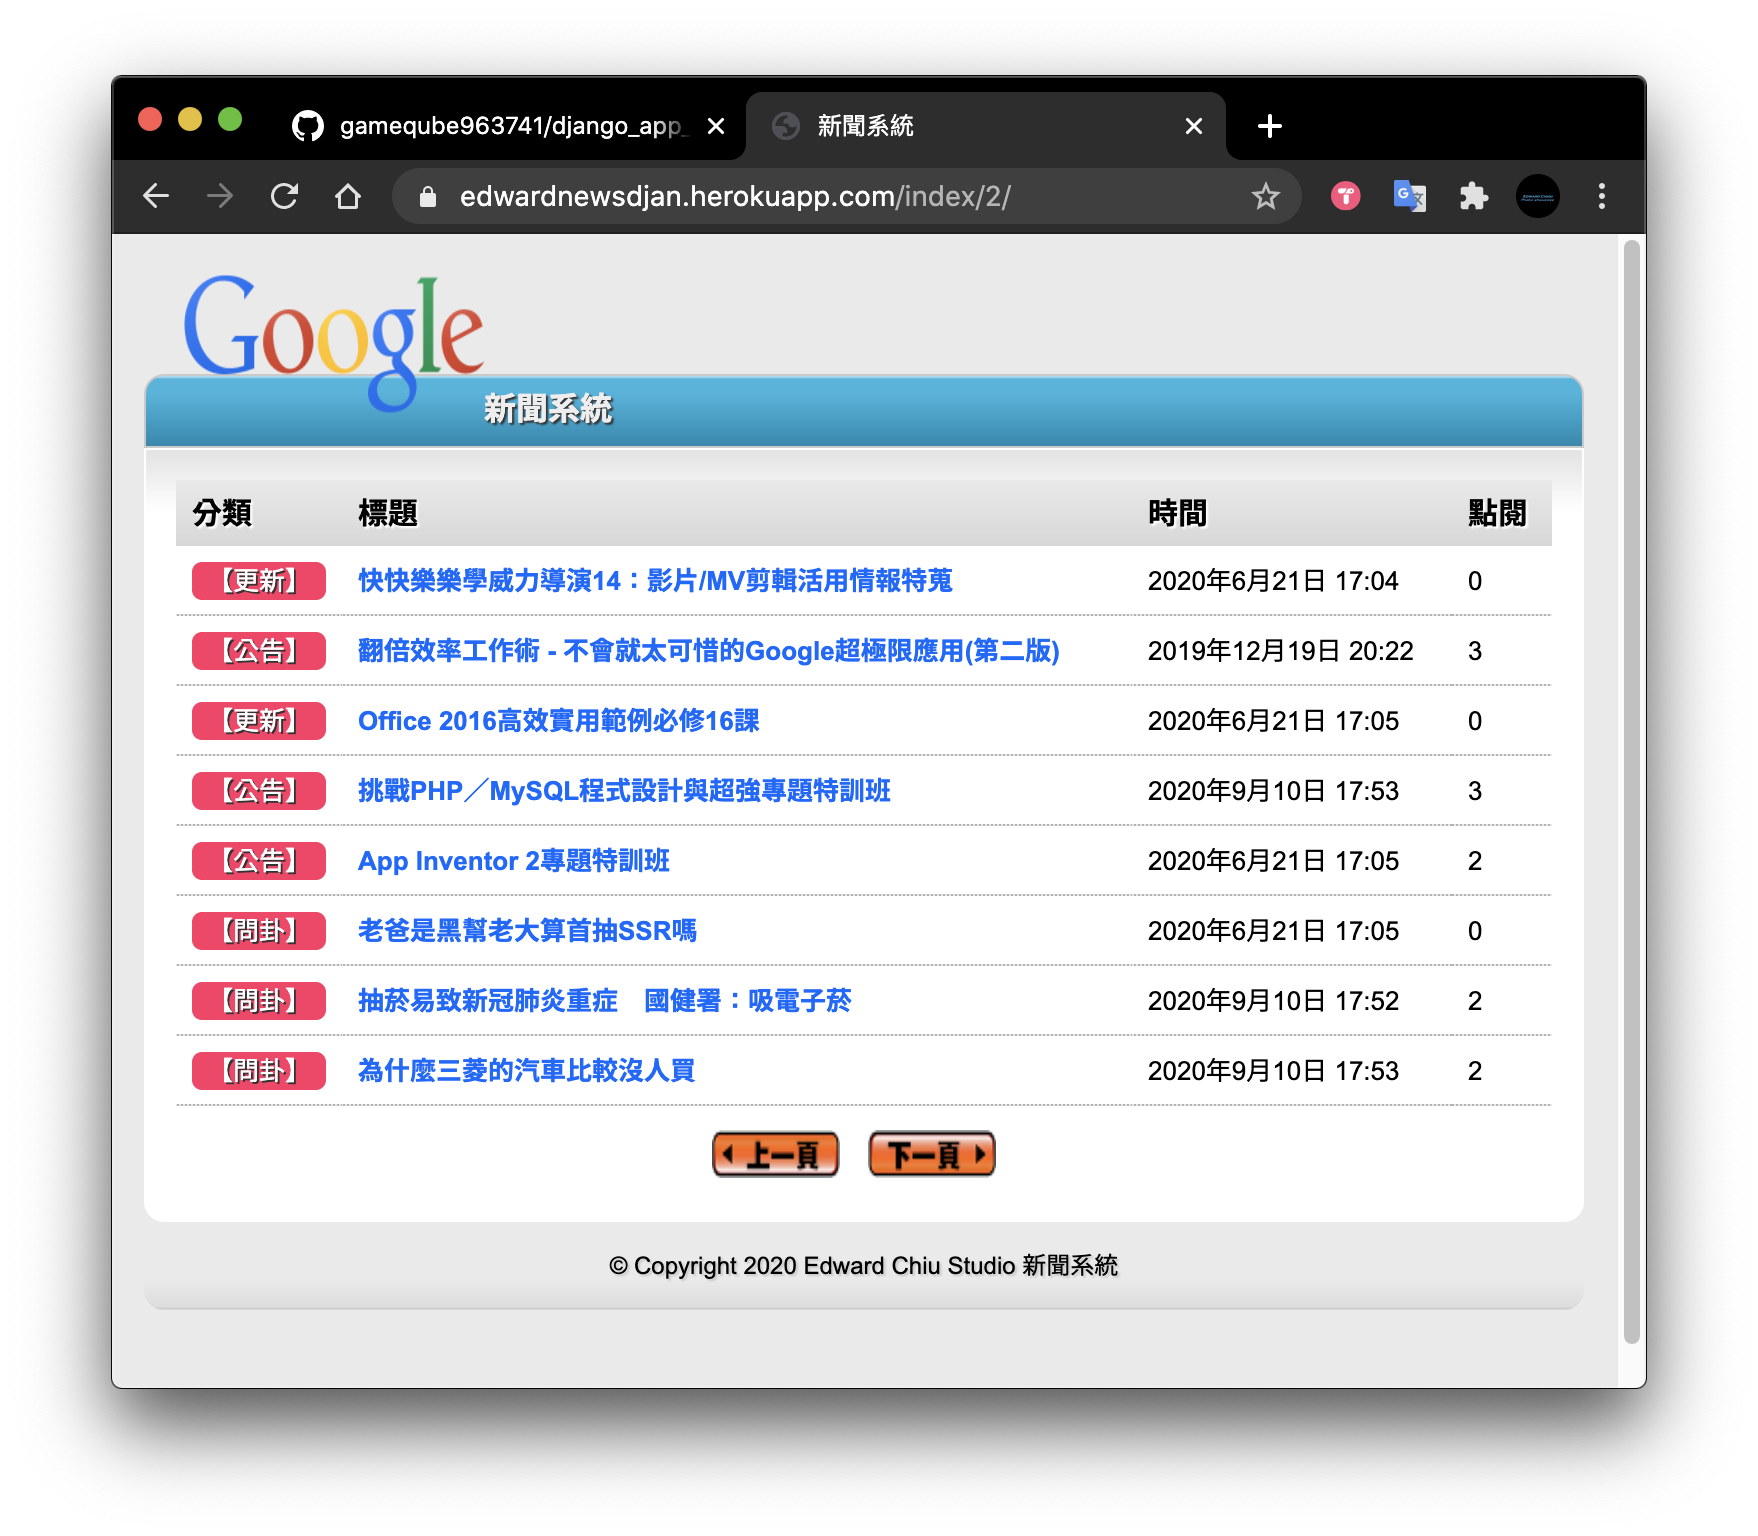 gameqube963741/django_app_
新聞系統
edwardnewsdjan.herokuapp.com/index/2/
Google
新聞系統
分類 標題 時間 點閱
【更新】 快快樂樂學威力導演14：影片/MV剪輯活用情報特蒐 2020年6月21日 17:04 0
【公告】 翻倍效率工作術 - 不會就太可惜的Google超極限應用(第二版) 2019年12月19日 20:22 3
【更新】 Office 2016高效實用範例必修16課 2020年6月21日 17:05 0
【公告】 挑戰PHP／MySQL程式設計與超強專題特訓班 2020年9月10日 17:53 3
【公告】 App Inventor 2專題特訓班 2020年6月21日 17:05 2
【問卦】 老爸是黑幫老大算首抽SSR嗎 2020年6月21日 17:05 0
【問卦】 抽菸易致新冠肺炎重症　國健署：吸電子菸 2020年9月10日 17:52 2
【問卦】 為什麼三菱的汽車比較沒人買 2020年9月10日 17:53 2
上一頁 下一頁
© Copyright 2020 Edward Chiu Studio 新聞系統